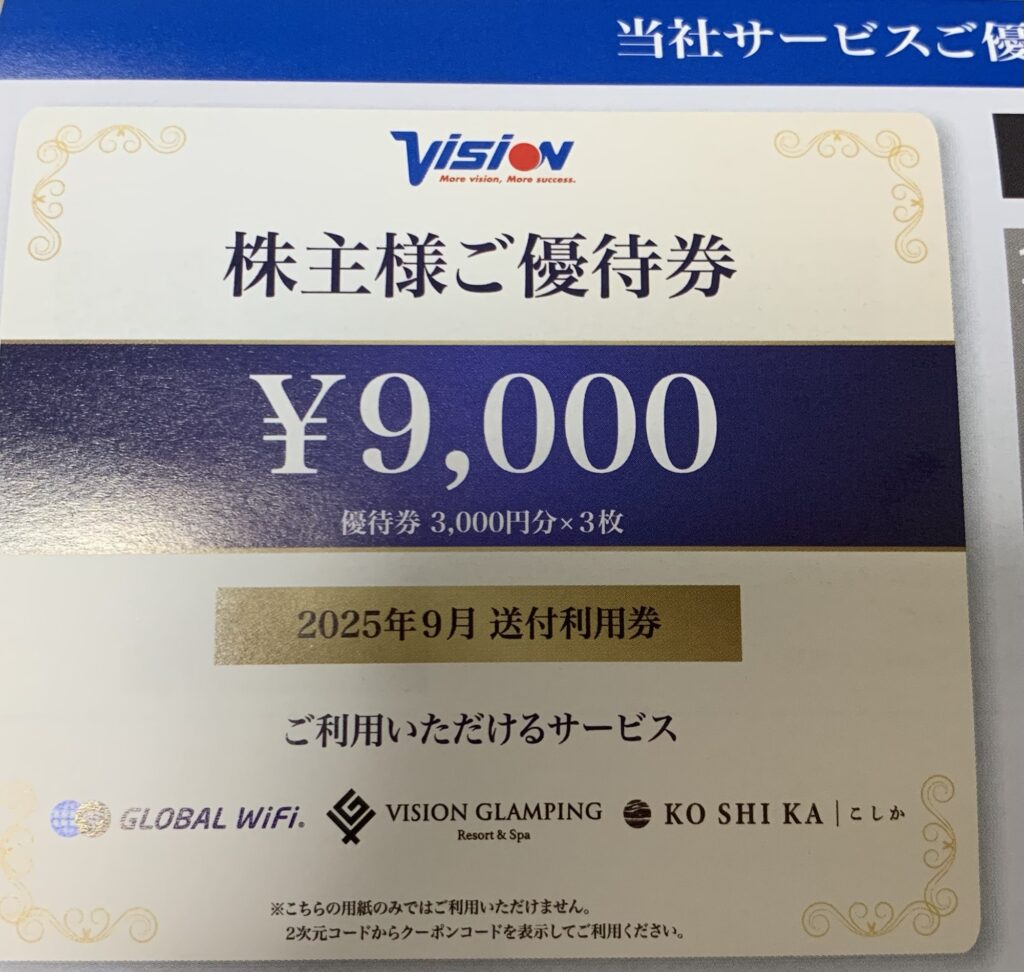 当社サービスご優
VISION
More vision, More success.
株主様ご優待券
¥9,000
優待券 3,000円分×3枚
2025年9月 送付利用券
ご利用いただけるサービス
GLOBAL WiFi. VISION GLAMPING Resort & Spa KO SHI KA | こしか
※こちらの用紙のみではご利用いただけません。
2次元コードからクーポンコードを表示してご利用ください。